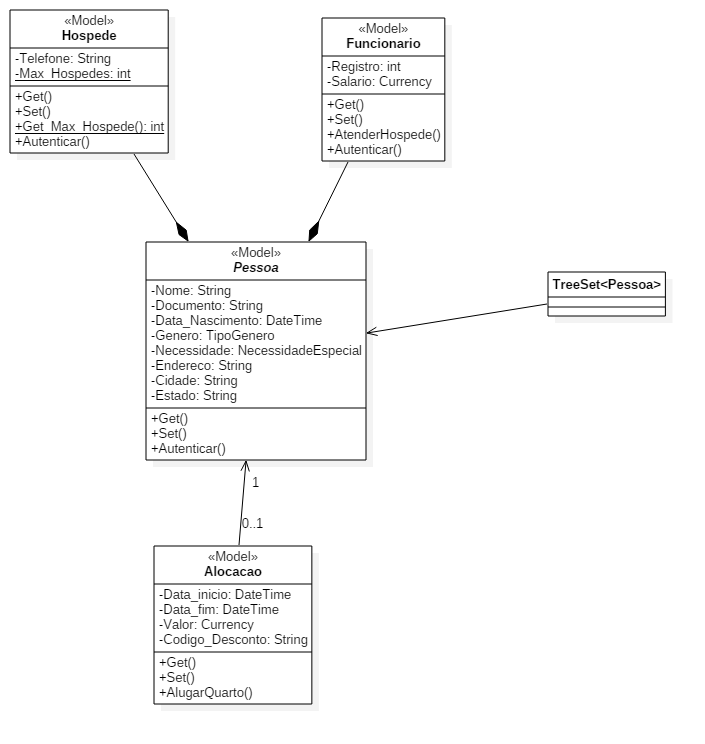 «Model»
Hospede
-Telefone: String
-Max_Hospedes: int
+Get()
+Set()
+Get_Max_Hospede(): int
+Autenticar()
«Model»
Funcionario
-Registro: int
-Salario: Currency
+Get()
+Set()
+AtenderHospede()
+Autenticar()
«Model»
Pessoa
-Nome: String
-Documento: String
-Data_Nascimento: DateTime
-Genero: TipoGenero
-Necessidade: NecessidadeEspecial
-Endereco: String
-Cidade: String
-Estado: String
+Get()
+Set()
+Autenticar()
TreeSet<Pessoa>
1
0..1
«Model»
Alocacao
-Data_inicio: DateTime
-Data_fim: DateTime
-Valor: Currency
-Codigo_Desconto: String
+Get()
+Set()
+AlugarQuarto()